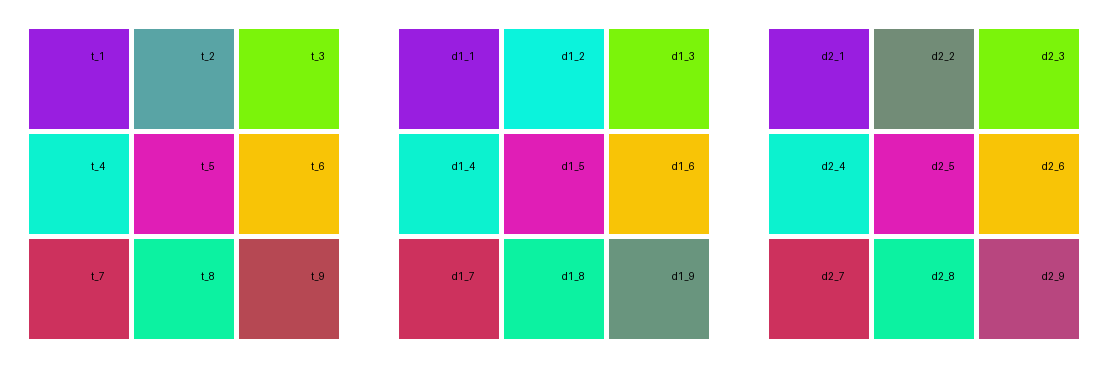 t_1 t_2 t_3 d1_1 d1_2 d1_3 d2_1 d2_2 d2_3
t_4 t_5 t_6 d1_4 d1_5 d1_6 d2_4 d2_5 d2_6
t_7 t_8 t_9 d1_7 d1_8 d1_9 d2_7 d2_8 d2_9